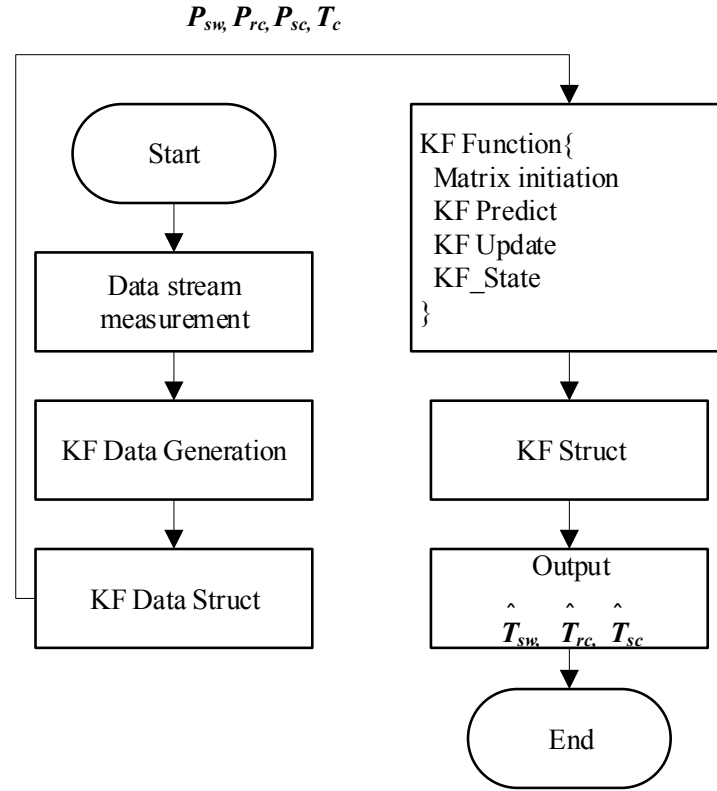 P_sw, P_rc, P_sc, T_c
Start
Data stream
measurement
KF Data Generation
KF Data Struct
KF Function{
Matrix initiation
KF Predict
KF Update
KF_State
}
KF Struct
Output
T̂_sw, T̂_rc, T̂_sc
End